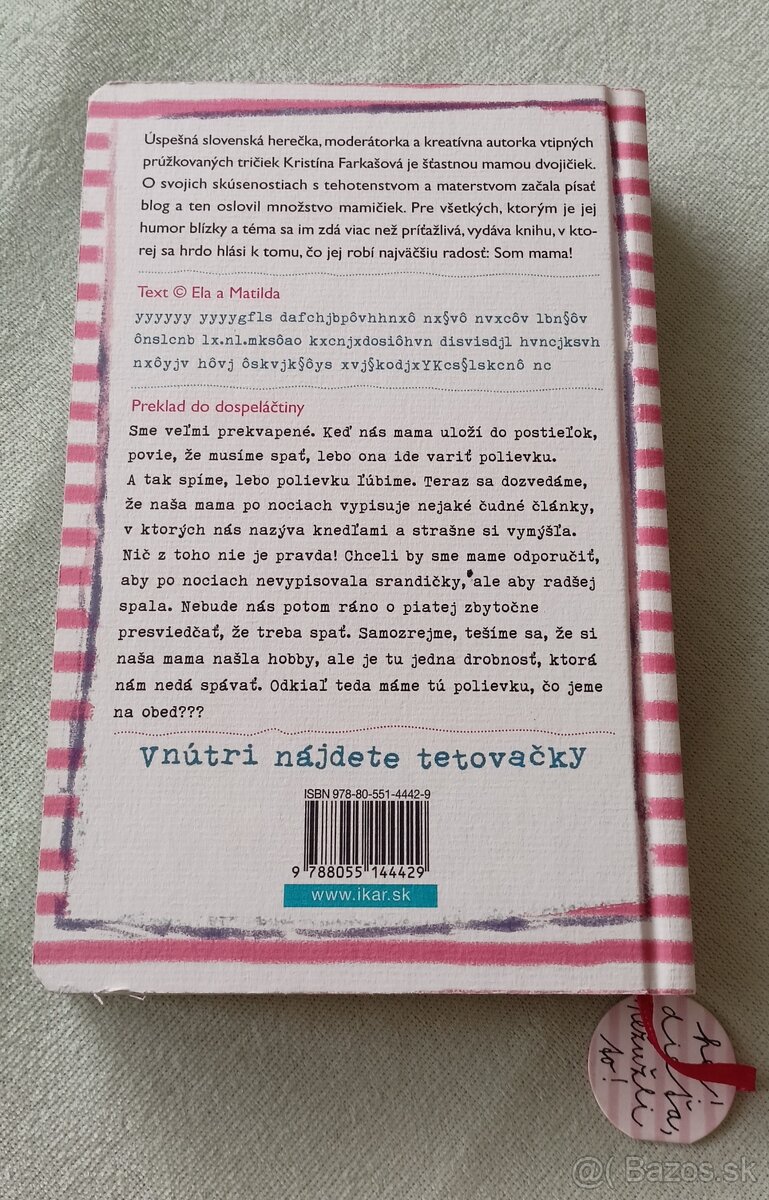 Úspešná slovenská herečka, moderátorka a kreatívna autorka vtipných
prúžkovaných tričiek Kristína Farkašová je šťastnou mamou dvojičiek.
O svojich skúsenostiach s tehotenstvom a materstvom začala písať
blog a ten oslovil množstvo mamičiek. Pre všetkých, ktorým je jej
humor blízky a téma sa im zdá viac než príťažlivá, vydáva knihu, v kto-
rej sa hrdo hlási k tomu, čo jej robí najväčšiu radosť: Som mama!
Text © Ela a Matilda
yyyyyy yyyygfls dafchjbpôvhhnxô nx§vô nvxcôv lbn§ôv
ônslcnb lx.nl.mksôao kxcnjxdosiôhvn disvisdjl hvncjksvh
nxôyjv hôvj ôskvjk§ôys xvj§kodjxYKcs§lskcnô nc
Preklad do dospeláčtiny
Sme veľmi prekvapené. Keď nás mama uloží do postieľok,
povie, že musíme spať, lebo ona ide variť polievku.
A tak spíme, lebo polievku ľúbime. Teraz sa dozvedáme,
že naša mama po nociach vypisuje nejaké čudné články,
v ktorých nás nazýva knedľami a strašne si vymýšľa.
Nič z toho nie je pravda! Chceli by sme mame odporučiť,
aby po nociach nevypisovala srandičky, ale aby radšej
spala. Nebude nás potom ráno o piatej zbytočne
presviedčať, že treba spať. Samozrejme, tešíme sa, že si
naša mama našla hobby, ale je tu jedna drobnosť, ktorá
nám nedá spávať. Odkiaľ teda máme tú polievku, čo jeme
na obed???
Vnútri nájdete tetovačky
ISBN 978-80-551-4442-9
9 788055 144429
www.ikar.sk
dieťa,
nežužli
to!
@( Bazos.sk